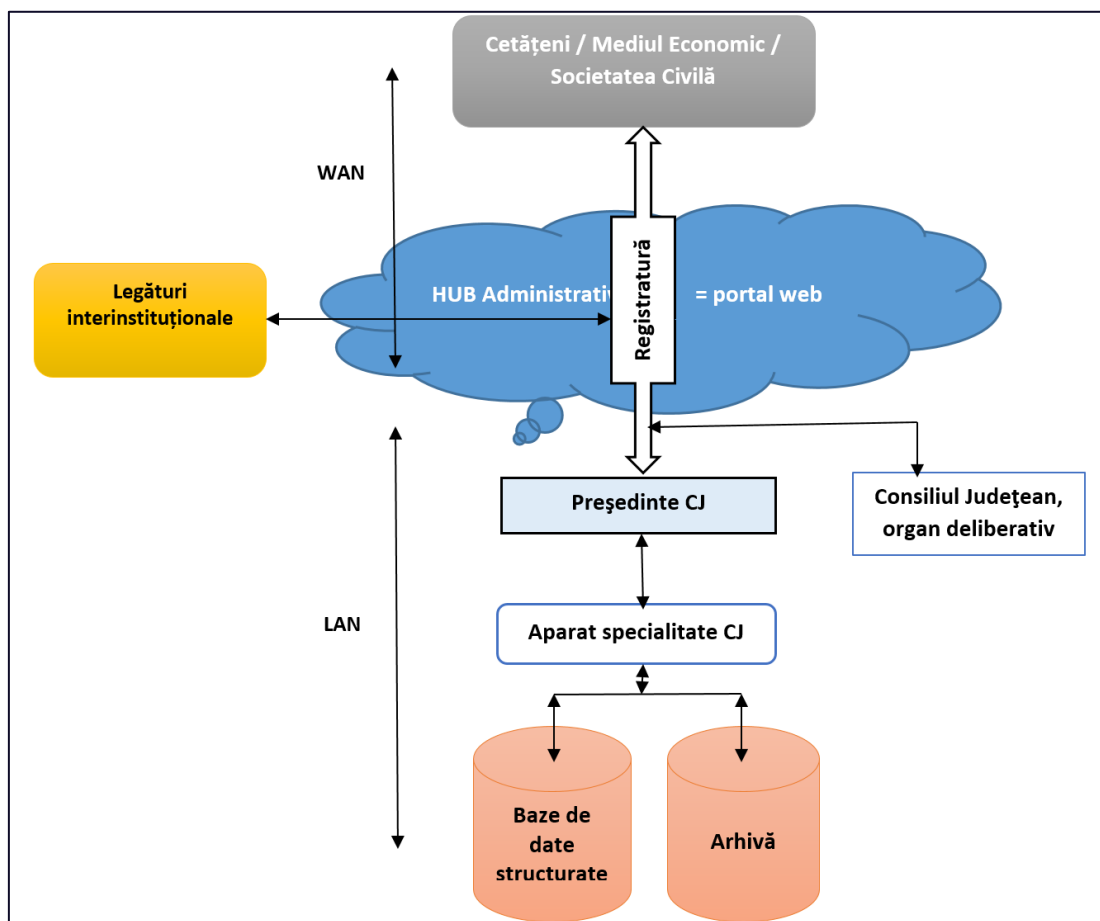 Cetățeni / Mediul Economic /
Societatea Civilă
WAN
Registratură
HUB Administrativ = portal web
Legături
interinstituționale
Preşedinte CJ
Consiliul Judeţean,
organ deliberativ
LAN
Aparat specialitate CJ
Baze de
date
structurate
Arhivă